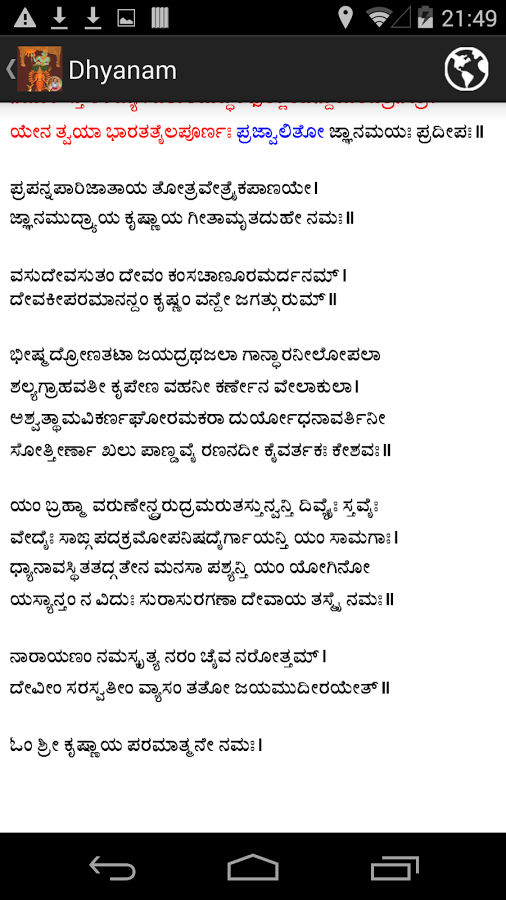 21:49
Dhyanam
ಯೇನ ತ್ವಯಾ ಭಾರತತೈಲಪೂರ್ಣಃ ಪ್ರಜ್ವಾಲಿತೋ ಜ್ಞಾನಮಯಃ ಪ್ರದೀಪಃ॥
ಪ್ರಪನ್ನಪಾರಿಜಾತಾಯ ತೋತ್ರವೇತ್ರೈಕಪಾಣಯೇ।
ಜ್ಞಾನಮುದ್ರ್ಯಾಯ ಕೃಷ್ಣಾಯ ಗೀತಾಮೃತದುಹೇ ನಮಃ॥
ವಸುದೇವಸುತಂ ದೇವಂ ಕಂಸಚಾಣೂರಮರ್ದನಮ್।
ದೇವಕೀಪರಮಾನನ್ದಂ ಕೃಷ್ಣಂ ವನ್ದೇ ಜಗತ್ಗುರುಮ್॥
ಭೀಷ್ಮದ್ರೋಣತಟಾ ಜಯದ್ರಥಜಲಾ ಗಾನ್ಧಾರನೀಲೋಪಲಾ
ಶಲ್ಯಗ್ರಾಹವತೀ ಕೃಪೇಣ ವಹನೀ ಕರ್ಣೇನ ವೇಲಾಕುಲಾ।
ಅಶ್ವತ್ಥಾಮವಿಕರ್ಣಘೋರಮಕರಾ ದುರ್ಯೋಧನಾವರ್ತಿನೀ
ಸೋತ್ತೀರ್ಣಾ ಖಲು ಪಾಣ್ಡವೈ ರಣನದೀ ಕೈವರ್ತಕಃ ಕೇಶವಃ॥
ಯಂ ಬ್ರಹ್ಮಾ ವರುಣೇನ್ದ್ರರುದ್ರಮರುತಸ್ತುನ್ವನ್ತಿ ದಿವ್ಯೈಃ ಸ್ತವೈಃ
ವೇದೈಃ ಸಾಙ್ಗಪದಕ್ರಮೋಪನಿಷದೈರ್ಗಾಯನ್ತಿ ಯಂ ಸಾಮಗಾಃ।
ಧ್ಯಾನಾವಸ್ಥಿತತದ್ಗತೇನ ಮನಸಾ ಪಶ್ಯನ್ತಿ ಯಂ ಯೋಗಿನೋ
ಯಸ್ಯಾನ್ತಂ ನ ವಿದುಃ ಸುರಾಸುರಗಣಾ ದೇವಾಯ ತಸ್ಮೈ ನಮಃ॥
ನಾರಾಯಣಂ ನಮಸ್ಕೃತ್ಯ ನರಂ ಚೈವ ನರೋತ್ತಮ್।
ದೇವೀಂ ಸರಸ್ವತೀಂ ವ್ಯಾಸಂ ತತೋ ಜಯಮುದೀರಯೇತ್॥
ಓಂ ಶ್ರೀ ಕೃಷ್ಣಾಯ ಪರಮಾತ್ಮನೇ ನಮಃ।